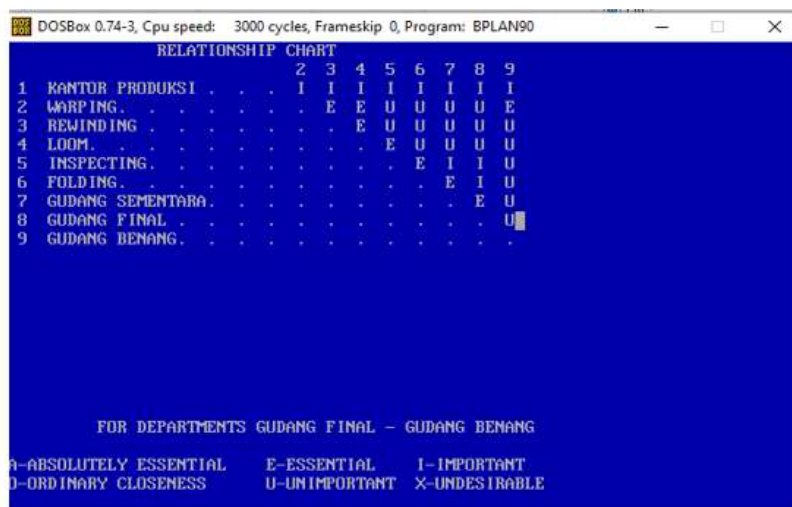 DOSBox 0.74-3, Cpu speed: 3000 cycles, Frameskip 0, Program: BPLAN90
RELATIONSHIP CHART
2 3 4 5 6 7 8 9
1 KANTOR PRODUKSI . . . I I I I I I I I
2 WARPING. . . . . . . E E U U U U E
3 REWINDING . . . . . . . E U U U U U
4 LOOM. . . . . . . . . . E U U U U
5 INSPECTING. . . . . . . . . E I I U
6 FOLDING. . . . . . . . . . . E I U
7 GUDANG SEMENTARA. . . . . . . . . E U
8 GUDANG FINAL . . . . . . . . . . . U
9 GUDANG BENANG. . . . . . . . . . . .
FOR DEPARTMENTS GUDANG FINAL - GUDANG BENANG
A-ABSOLUTELY ESSENTIAL E-ESSENTIAL I-IMPORTANT
O-ORDINARY CLOSENESS U-UNIMPORTANT X-UNDESIRABLE